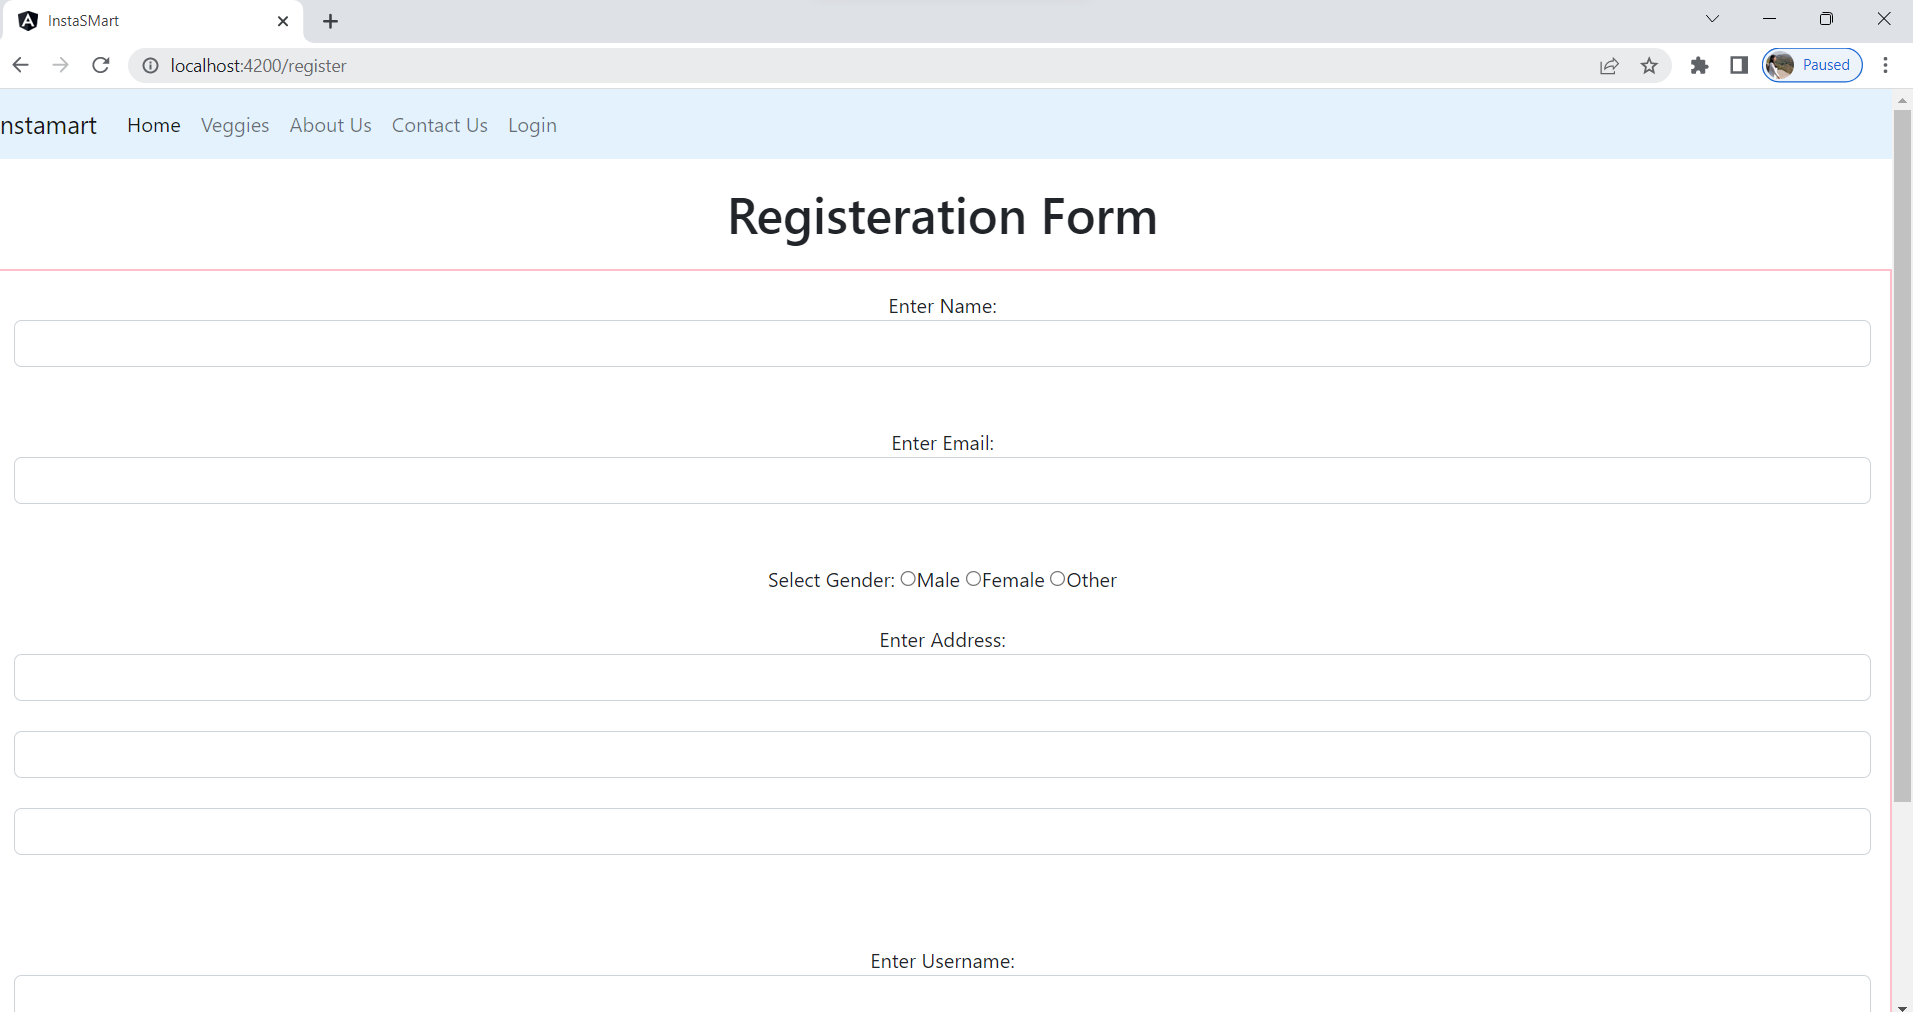 InstaSMart
localhost:4200/register
Paused
nstamart Home Veggies About Us Contact Us Login
Registeration Form
Enter Name:
Enter Email:
Select Gender: Male Female Other
Enter Address:
Enter Username: